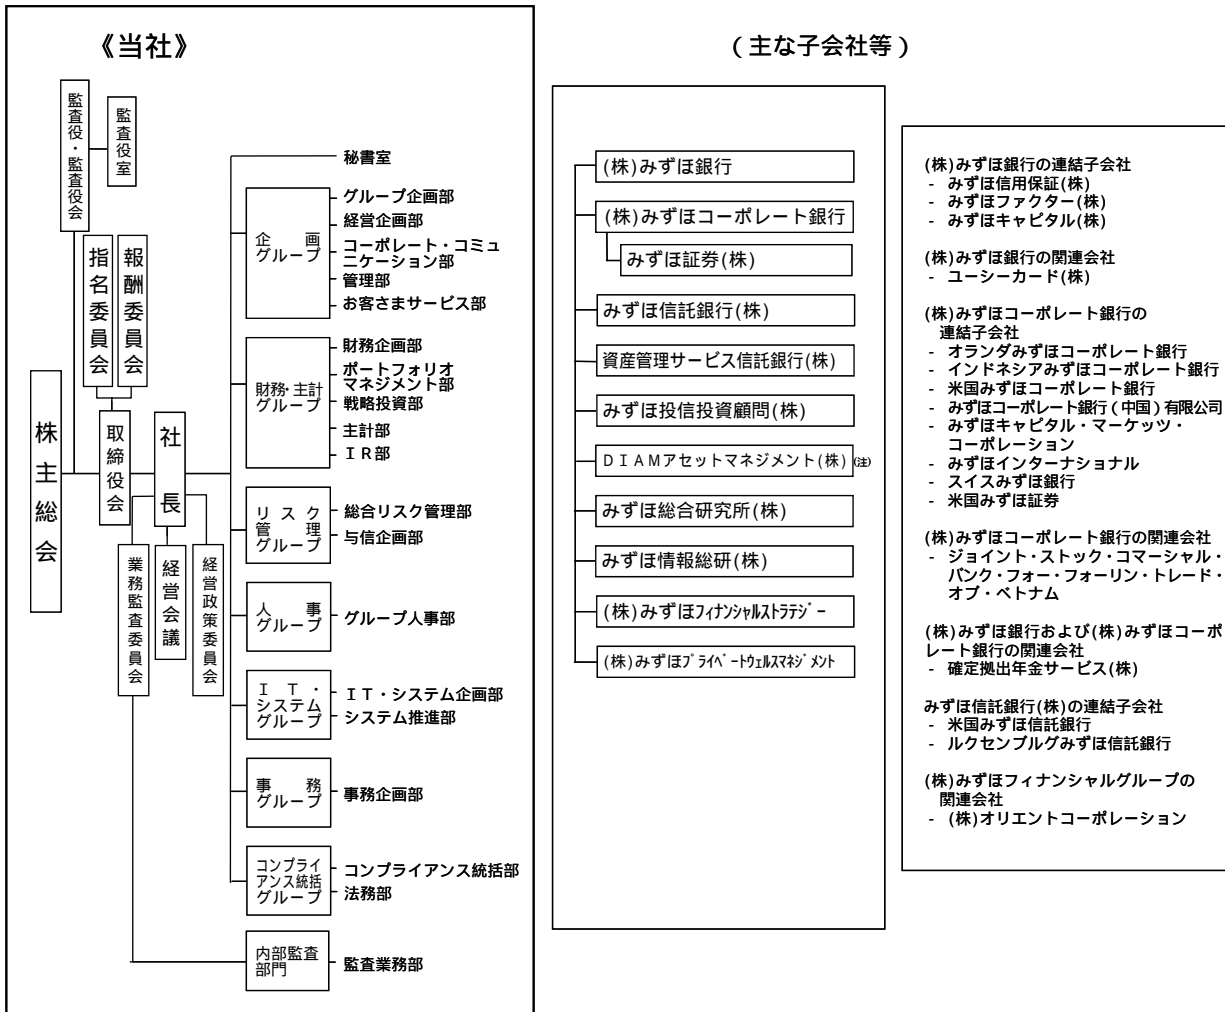 《当社》
監査役・監査役会
監査役室
指名委員会
報酬委員会
株主総会
取締役会
社長
業務監査委員会
経営会議
経営政策委員会
秘書室
企画
グループ
グループ企画部
経営企画部
コーポレート・コミュ
ニケーション部
管理部
お客さまサービス部
財務・主計
グループ
財務企画部
ポートフォリオ
マネジメント部
戦略投資部
主計部
IR部
リスク
管理
グループ
総合リスク管理部
与信企画部
人事
グループ
グループ人事部
IT・
システム
グループ
IT・システム企画部
システム推進部
事務
グループ
事務企画部
コンプライ
アンス統括
グループ
コンプライアンス統括部
法務部
内部監査
部門
監査業務部
(主な子会社等)
(株)みずほ銀行
(株)みずほコーポレート銀行
みずほ証券(株)
みずほ信託銀行(株)
資産管理サービス信託銀行(株)
みずほ投信投資顧問(株)
DIAMアセットマネジメント(株)(注)
みずほ総合研究所(株)
みずほ情報総研(株)
(株)みずほフィナンシャルストラテジー
(株)みずほプライベートウェルスマネジメント
(株)みずほ銀行の連結子会社
- みずほ信用保証(株)
- みずほファクター(株)
- みずほキャピタル(株)
(株)みずほ銀行の関連会社
- ユーシーカード(株)
(株)みずほコーポレート銀行の
連結子会社
- オランダみずほコーポレート銀行
- インドネシアみずほコーポレート銀行
- 米国みずほコーポレート銀行
- みずほコーポレート銀行(中国)有限公司
- みずほキャピタル・マーケッツ・
コーポレーション
- みずほインターナショナル
- スイスみずほ銀行
- 米国みずほ証券
(株)みずほコーポレート銀行の関連会社
- ジョイント・ストック・コマーシャル・
バンク・フォー・フォーリン・トレード・
オブ・ベトナム
(株)みずほ銀行および(株)みずほコーポ
レート銀行の関連会社
- 確定拠出年金サービス(株)
みずほ信託銀行(株)の連結子会社
- 米国みずほ信託銀行
- ルクセンブルグみずほ信託銀行
(株)みずほフィナンシャルグループの
関連会社
- (株)オリエントコーポレーション